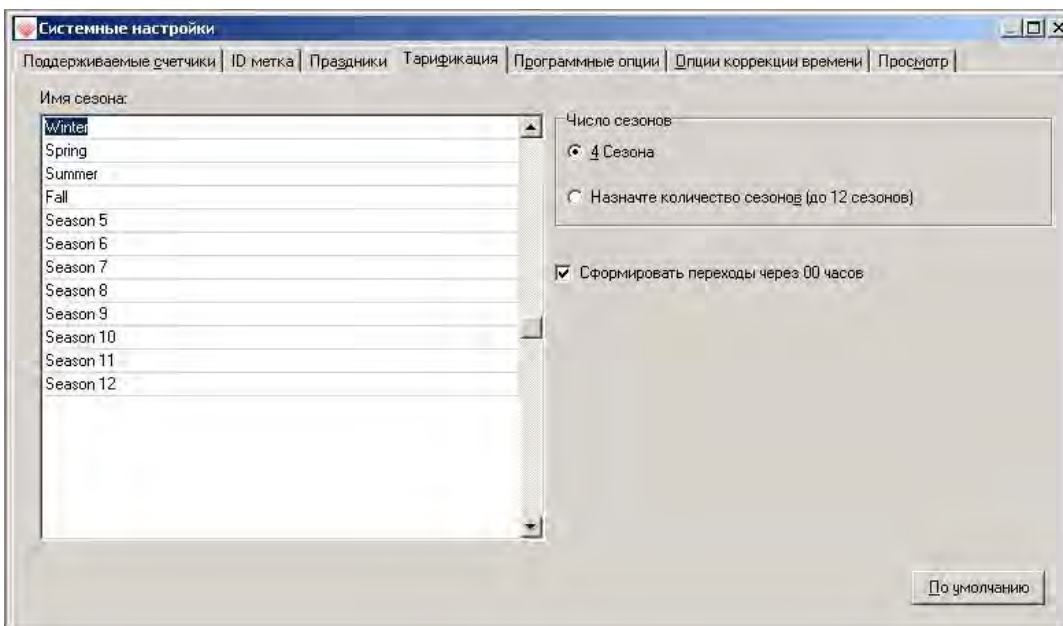 Системные настройки
Поддерживаемые счетчики ID метка Праздники Тарификация Программные опции Опции коррекции времени Просмотр
Имя сезона:
Winter
Spring
Summer
Fall
Season 5
Season 6
Season 7
Season 8
Season 9
Season 10
Season 11
Season 12
Число сезонов
4 Сезона
Назначте количество сезонов (до 12 сезонов)
Сформировать переходы через 00 часов
По умолчанию